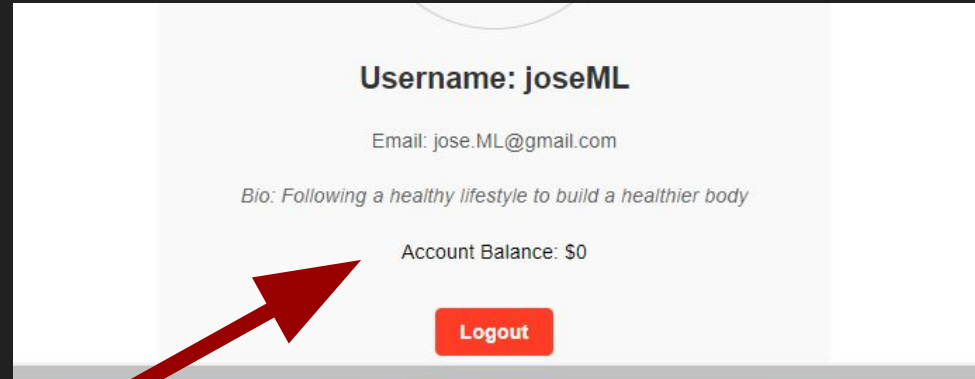 Username: joseML
Email: jose.ML@gmail.com
Bio: Following a healthy lifestyle to build a healthier body
Account Balance: $0
Logout